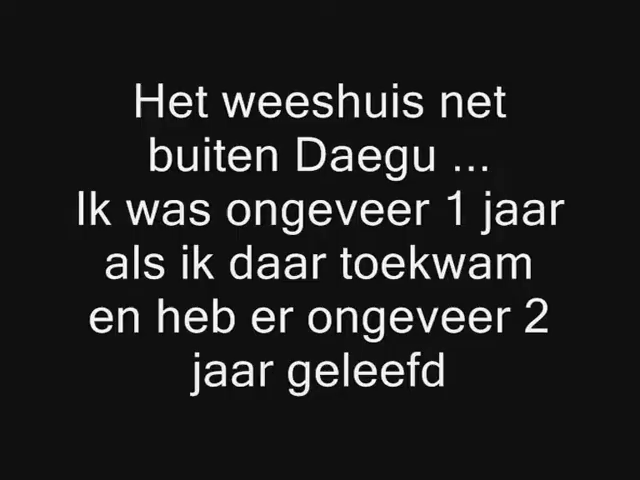 Het weeshuis net
buiten Daegu ...
Ik was ongeveer 1 jaar
als ik daar toekwam
en heb er ongeveer 2
jaar geleefd